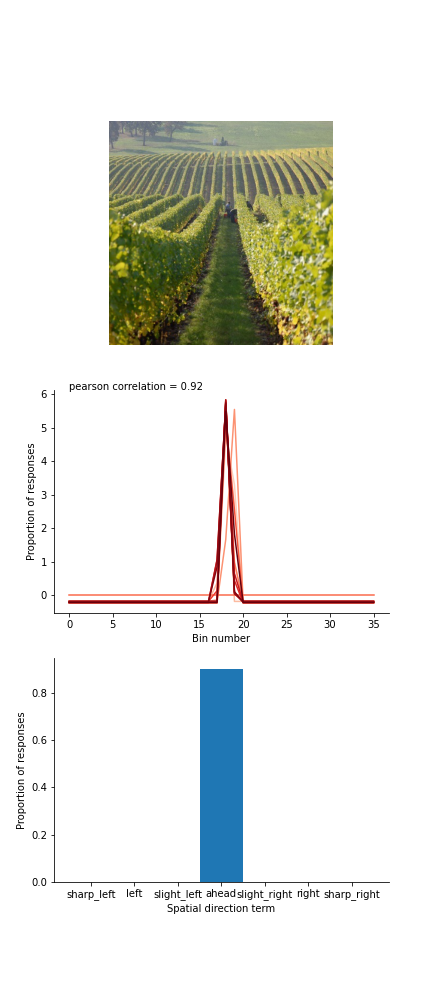 pearson correlation = 0.92
6
5
4
3
2
1
0
Proportion of responses
0 5 10 15 20 25 30 35
Bin number
0.8
0.6
0.4
0.2
0.0
Proportion of responses
sharp_left left slight_left ahead slight_right right sharp_right
Spatial direction term